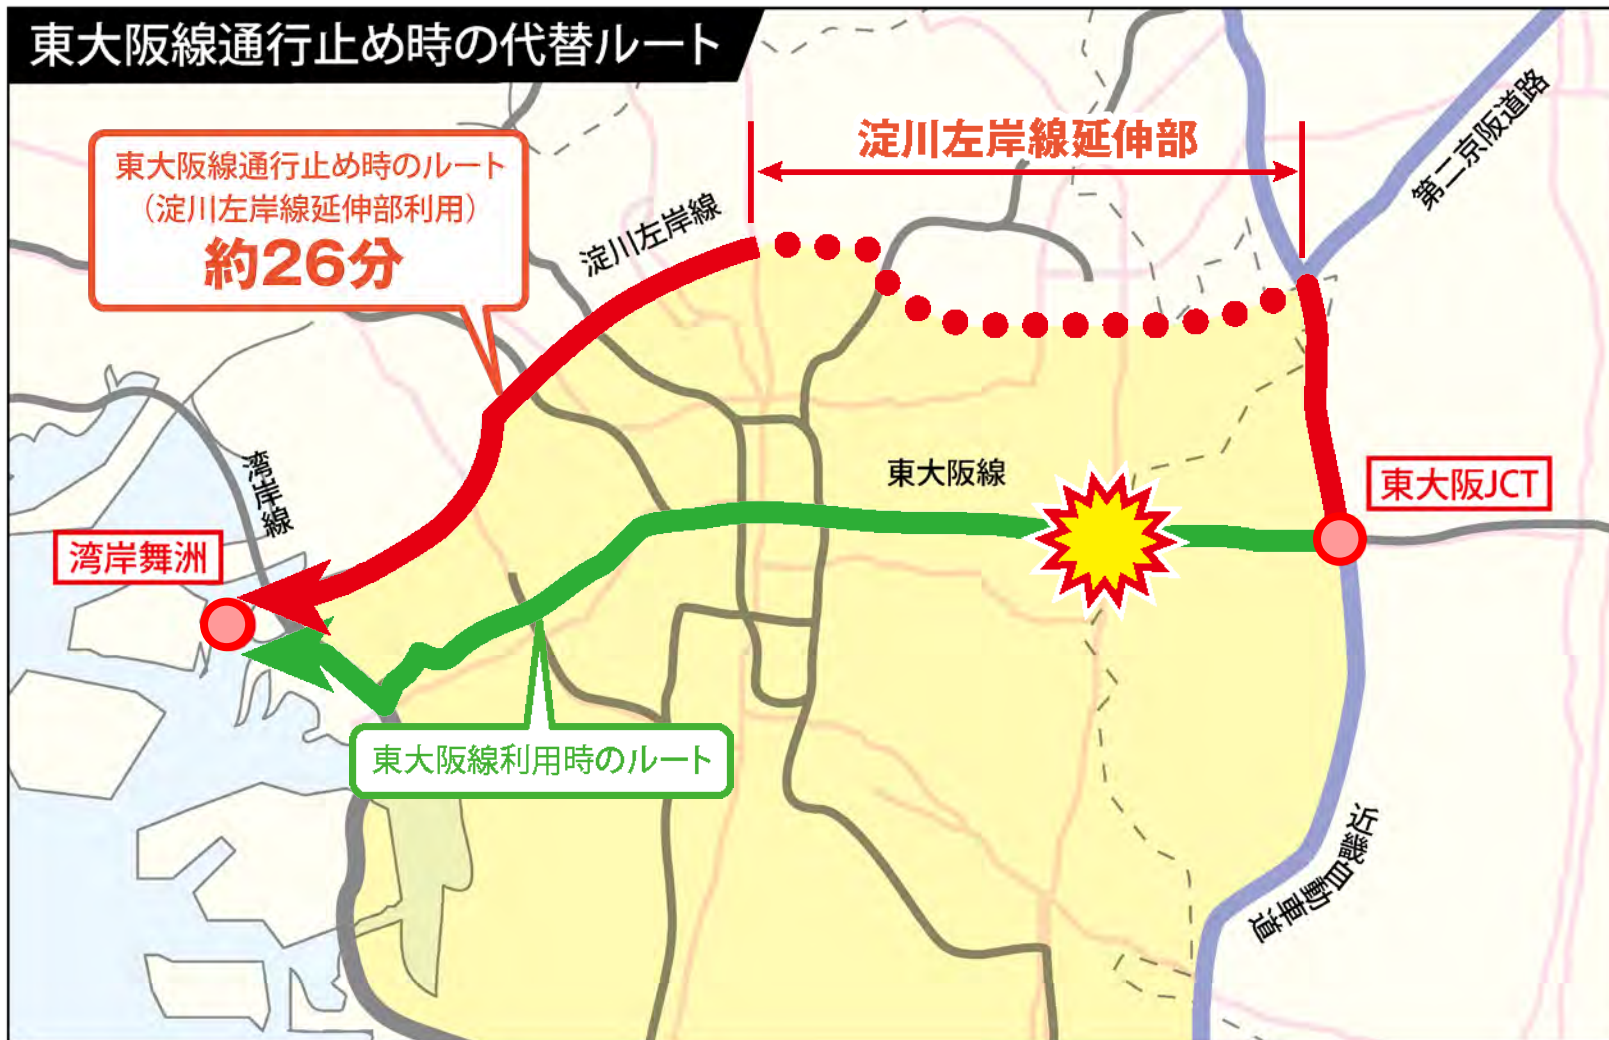 東大阪線通行止め時の代替ルート
淀川左岸線延伸部
第二京阪道路
東大阪線通行止め時のルート
（淀川左岸線延伸部利用）
約26分
淀川左岸線
湾岸線
東大阪線
東大阪JCT
湾岸舞洲
東大阪線利用時のルート
近畿自動車道